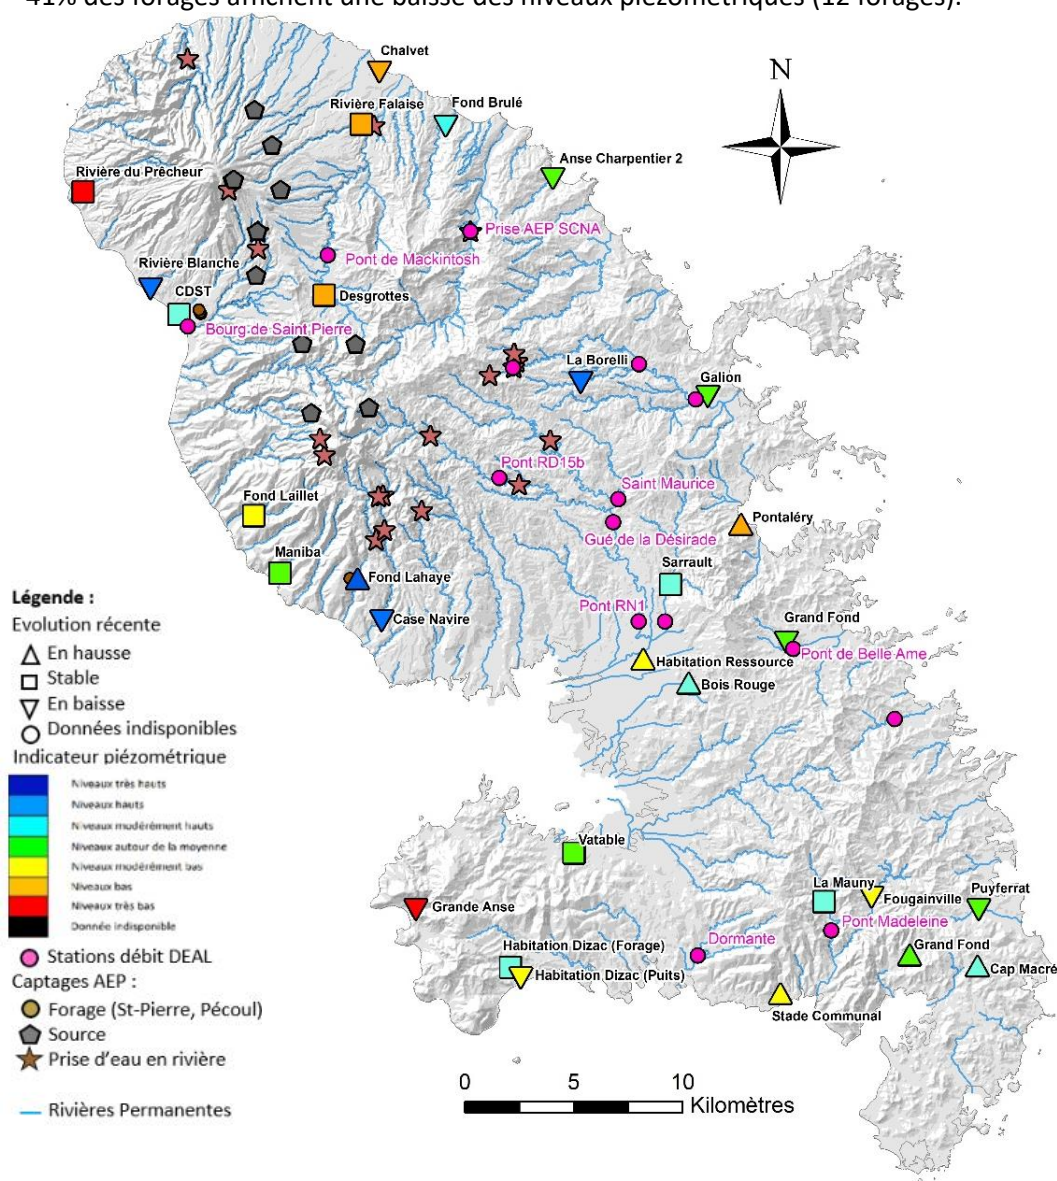 41% des forages affichent une baisse des niveaux piézométriques (12 forages).
Chalvet
N
Rivière Falaise
Fond Brulé
Anse Charpentier 2
Rivière du Prêcheur
Prise AEP SCNA
Pont de Mackintosh
Rivière Blanche
CDST
Desgrottes
Bourg de Saint Pierre
La Borelli
Galion
Pont RD15b
Saint Maurice
Fond Laillet
Pontaléry
Gué de la Désirade
Maniba
Sarrault
Fond Lahaye
Légende :
Evolution récente
En hausse
Stable
En baisse
Données indisponibles
Case Navire
Pont RN1
Grand Fond
Pont de Belle Ame
Habitation Ressource
Bois Rouge
Indicateur piézométrique
Niveaux très hauts
Niveaux hauts
Niveaux modérément hauts
Niveaux autour de la moyenne
Niveaux modérément bas
Niveaux bas
Niveaux très bas
Donnée indisponible
Stations débit DEAL
Captages AEP :
Forage (St-Pierre, Pécoul)
Source
Prise d'eau en rivière
Rivières Permanentes
Vatable
La Mauny
Fougainville
Puyferrat
Grande Anse
Pont Madeleine
Dormante
Habitation Dizac (Forage)
Grand Fond
Habitation Dizac (Puits)
Cap Macré
Stade Communal
0 5 10
Kilomètres